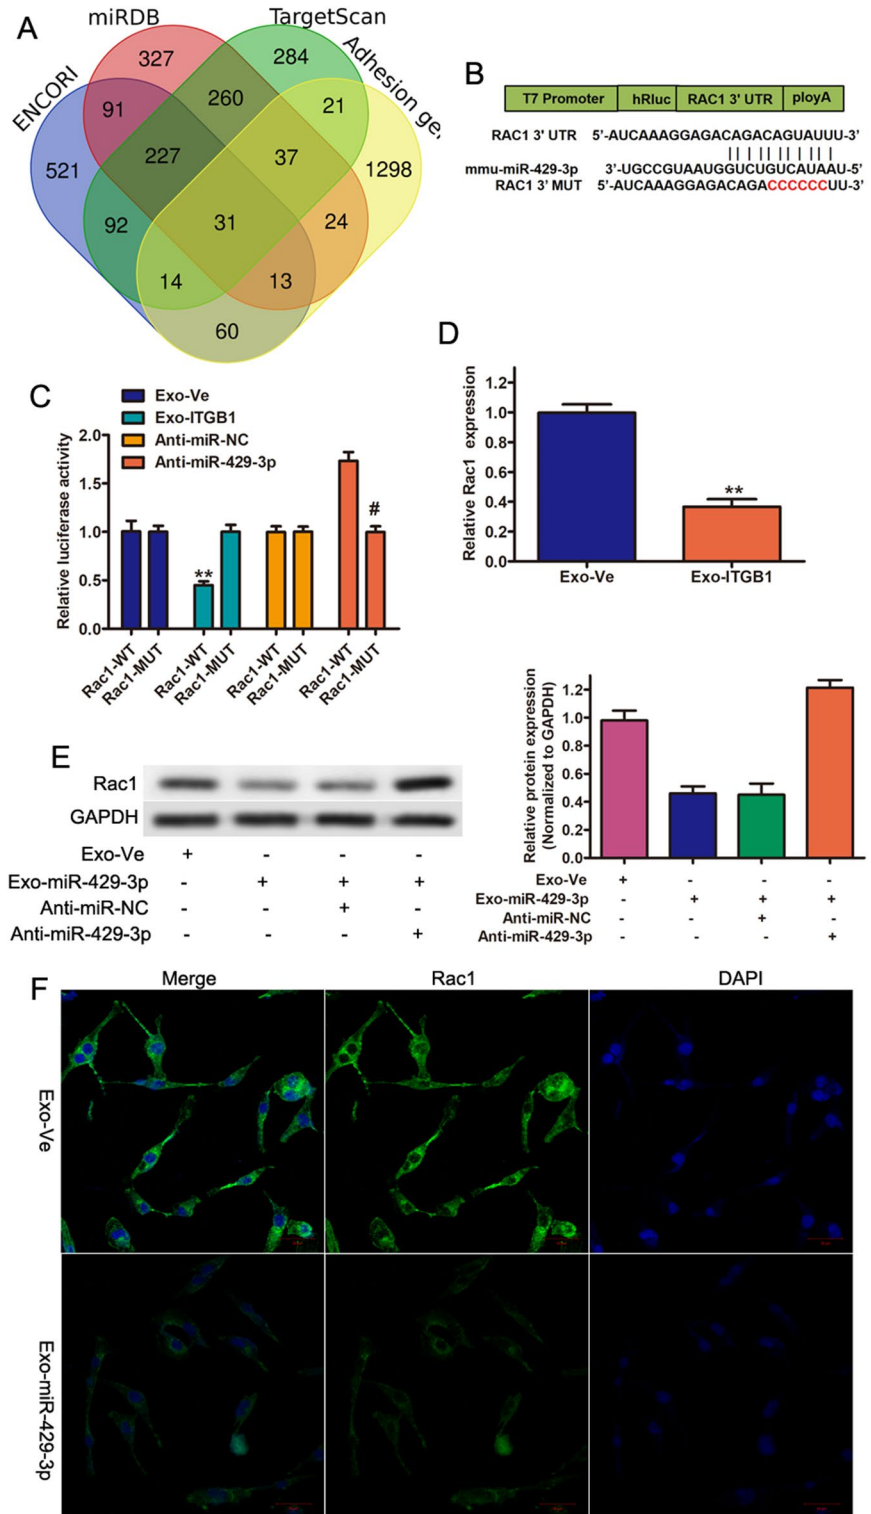 A
miRDB
TargetScan
ENCORI
Adhesion ge
327
284
91
260
21
521
227
37
1298
92
31
24
14
13
60
B
T7 Promoter hRluc RAC1 3' UTR ployA
RAC1 3' UTR 5'-AUCAAAGGAGACAGACAGUAUUU-3'
mmu-miR-429-3p 3'-UGCCGUAAUGGUCUGUCAUAAU-5'
RAC1 3' MUT 5'-AUCAAAGGAGACAGACCCCCCUU-3'
C
Exo-Ve
Exo-ITGB1
Anti-miR-NC
Anti-miR-429-3p
Relative luciferase activity
2.0
1.5
1.0
0.5
0.0
**
#
Rac1-WT
Rac1-MUT
Rac1-WT
Rac1-MUT
Rac1-WT
Rac1-MUT
Rac1-WT
Rac1-MUT
D
Relative Rac1 expression
1.2
1.0
0.8
0.6
0.4
0.2
0.0
**
Exo-Ve Exo-ITGB1
E
Rac1
GAPDH
Exo-Ve + - - -
Exo-miR-429-3p - + + +
Anti-miR-NC - - + -
Anti-miR-429-3p - - - +
Relative protein expression
(Normalized to GAPDH)
1.2
1.0
0.8
0.6
0.4
0.2
0.0
Exo-Ve + - - -
Exo-miR-429-3p - + + +
Anti-miR-NC - - + -
Anti-miR-429-3p - - - +
F
Merge Rac1 DAPI
Exo-Ve
Exo-miR-429-3p